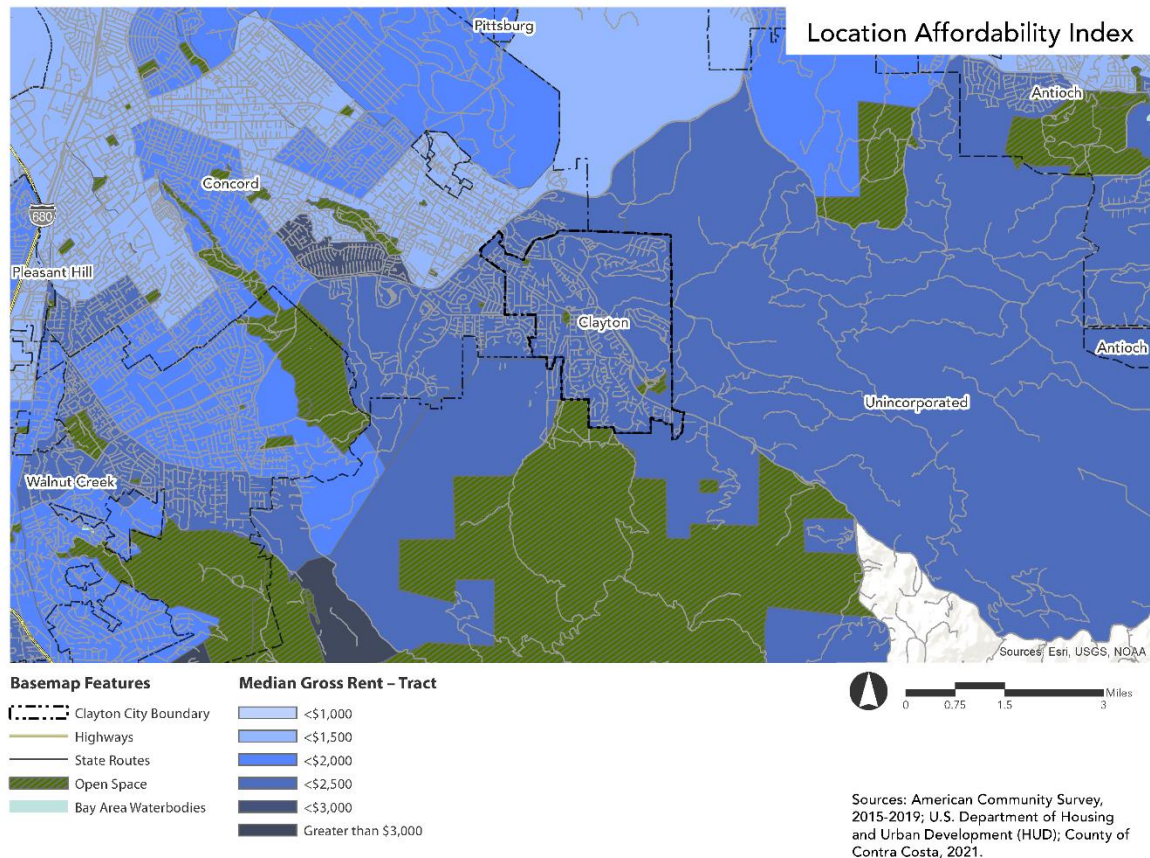 Location Affordability Index
Pittsburg
Antioch
Concord
680
Pleasant Hill
Clayton
Antioch
Unincorporated
Walnut Creek
Sources: Esri, USGS, NOAA
Basemap Features
Clayton City Boundary
Highways
State Routes
Open Space
Bay Area Waterbodies
Median Gross Rent – Tract
<$1,000
<$1,500
<$2,000
<$2,500
<$3,000
Greater than $3,000
Miles
0 0.75 1.5 3
Sources: American Community Survey,
2015-2019; U.S. Department of Housing
and Urban Development (HUD); County of
Contra Costa, 2021.